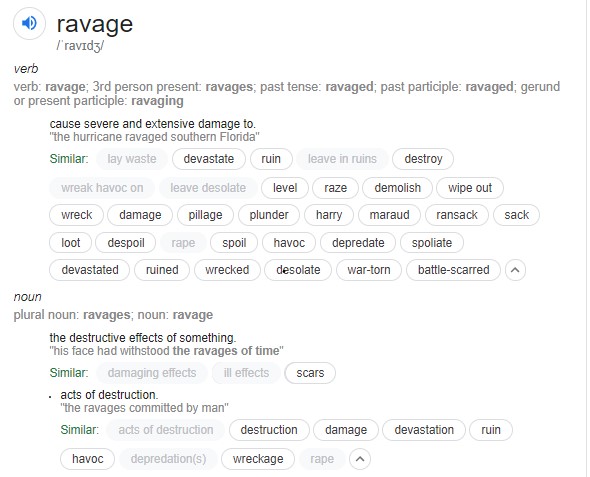 ravage
/ˈravɪdʒ/
verb
verb: ravage; 3rd person present: ravages; past tense: ravaged; past participle: ravaged; gerund
or present participle: ravaging
cause severe and extensive damage to.
"the hurricane ravaged southern Florida"
Similar: lay waste devastate ruin leave in ruins destroy
wreak havoc on leave desolate level raze demolish wipe out
wreck damage pillage plunder harry maraud ransack sack
loot despoil rape spoil havoc depredate spoliate
devastated ruined wrecked desolate war-torn battle-scarred
noun
plural noun: ravages; noun: ravage
the destructive effects of something.
"his face had withstood the ravages of time"
Similar: damaging effects ill effects scars
• acts of destruction.
"the ravages committed by man"
Similar: acts of destruction destruction damage devastation ruin
havoc depredation(s) wreckage rape